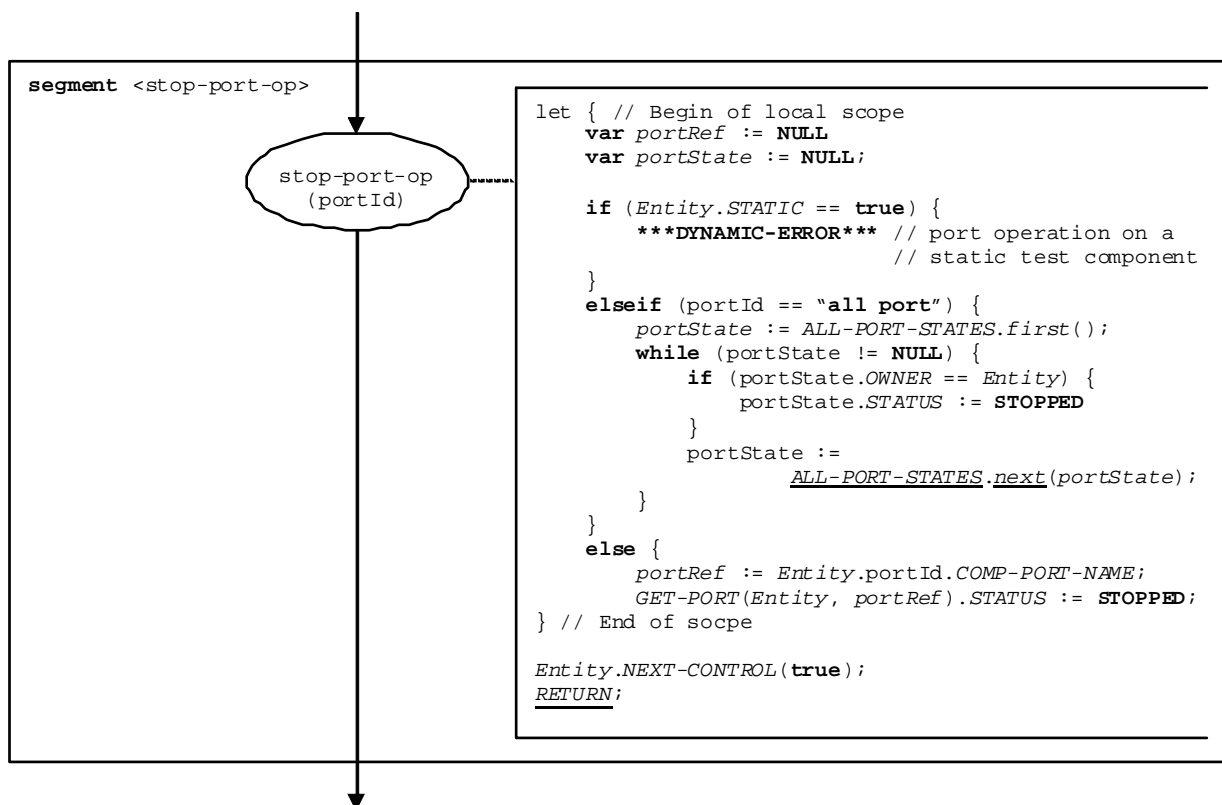 segment <stop-port-op>
stop-port-op
(portId)
let { // Begin of local scope
var portRef := NULL
var portState := NULL;
if (Entity.STATIC == true) {
***DYNAMIC-ERROR*** // port operation on a
// static test component
}
elseif (portId == “all port”) {
portState := ALL-PORT-STATES.first();
while (portState != NULL) {
if (portState.OWNER == Entity) {
portState.STATUS := STOPPED
}
portState :=
ALL-PORT-STATES.next(portState);
}
}
else {
portRef := Entity.portId.COMP-PORT-NAME;
GET-PORT(Entity, portRef).STATUS := STOPPED;
} // End of socpe
Entity.NEXT-CONTROL(true);
RETURN;